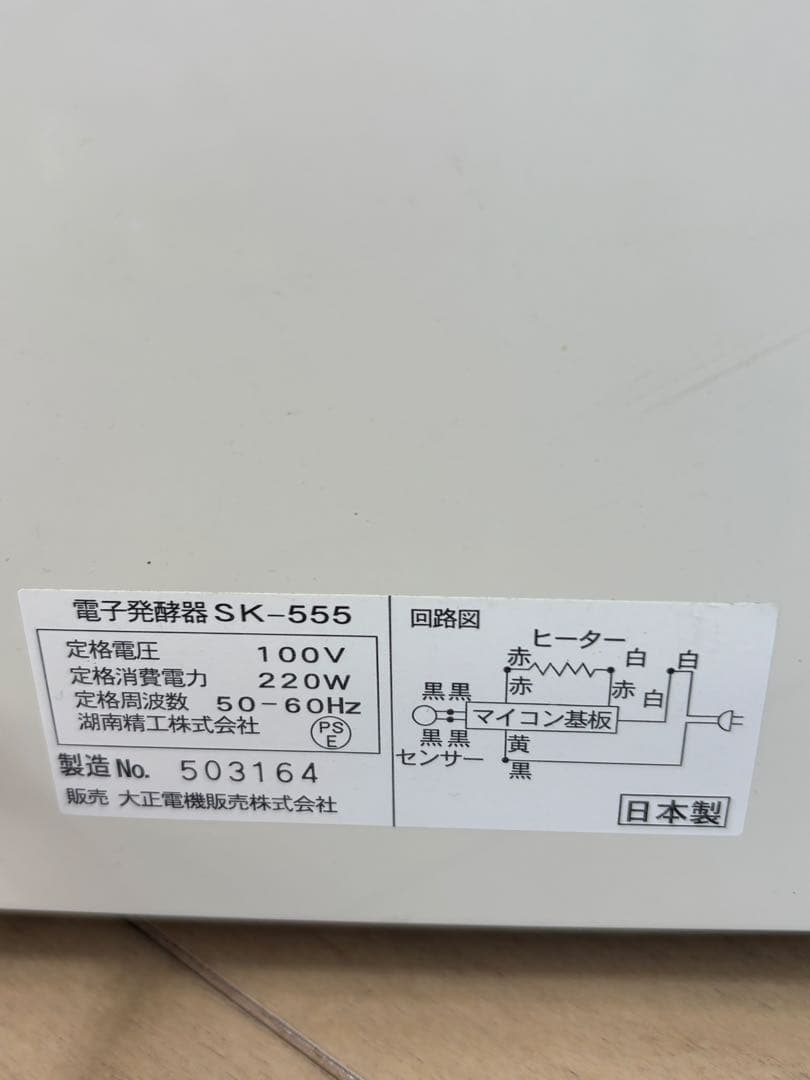 電子発酵器 SK-555
定格電圧 100V
定格消費電力 220W
定格周波数 50-60Hz
湖南精工株式会社 PSE
製造No. 503164
販売 大正電機販売株式会社
回路図
ヒーター
赤 白 白
赤 赤 白
黒黒
マイコン基板
黒黒 黄
センサー 黒
日本製